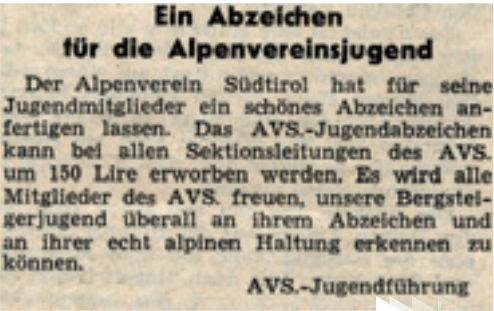 Ein Abzeichen
für die Alpenvereinsjugend
Der Alpenverein Südtirol hat für seine
Jugendmitglieder ein schönes Abzeichen an-
fertigen lassen. Das AVS.-Jugendabzeichen
kann bei allen Sektionsleitungen des AVS.
um 150 Lire erworben werden. Es wird alle
Mitglieder des AVS. freuen, unsere Bergstei-
gerjugend überall an ihrem Abzeichen und
an ihrer echt alpinen Haltung erkennen zu
können.
AVS.-Jugendführung